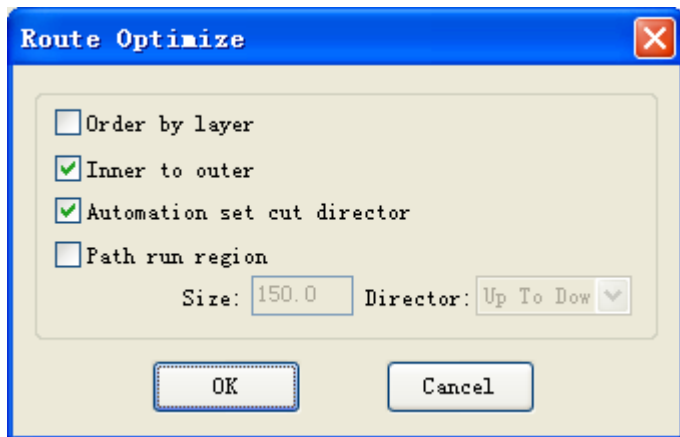 Route Optimize
Order by layer
Inner to outer
Automation set cut director
Path run region
Size: 150.0 Director: Up To Dow
OK Cancel